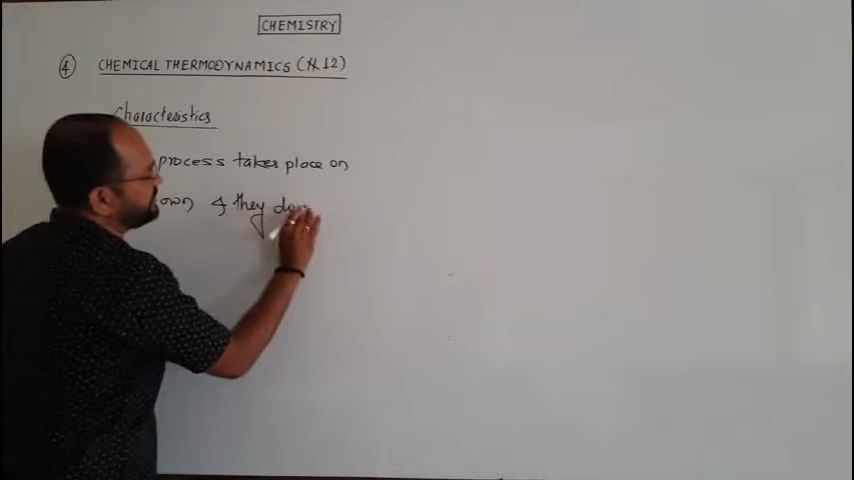 CHEMISTRY
4 CHEMICAL THERMODYNAMICS (# 12)
Characteristics
process takes place on
own & they